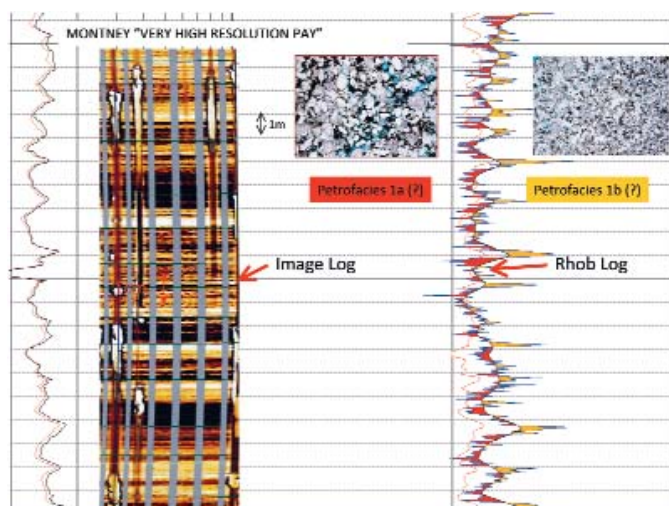 MONTNEY "VERY HIGH RESOLUTION PAY"
1m
Petrofacies 1a (?)
Petrofacies 1b (?)
Image Log
Rhob Log